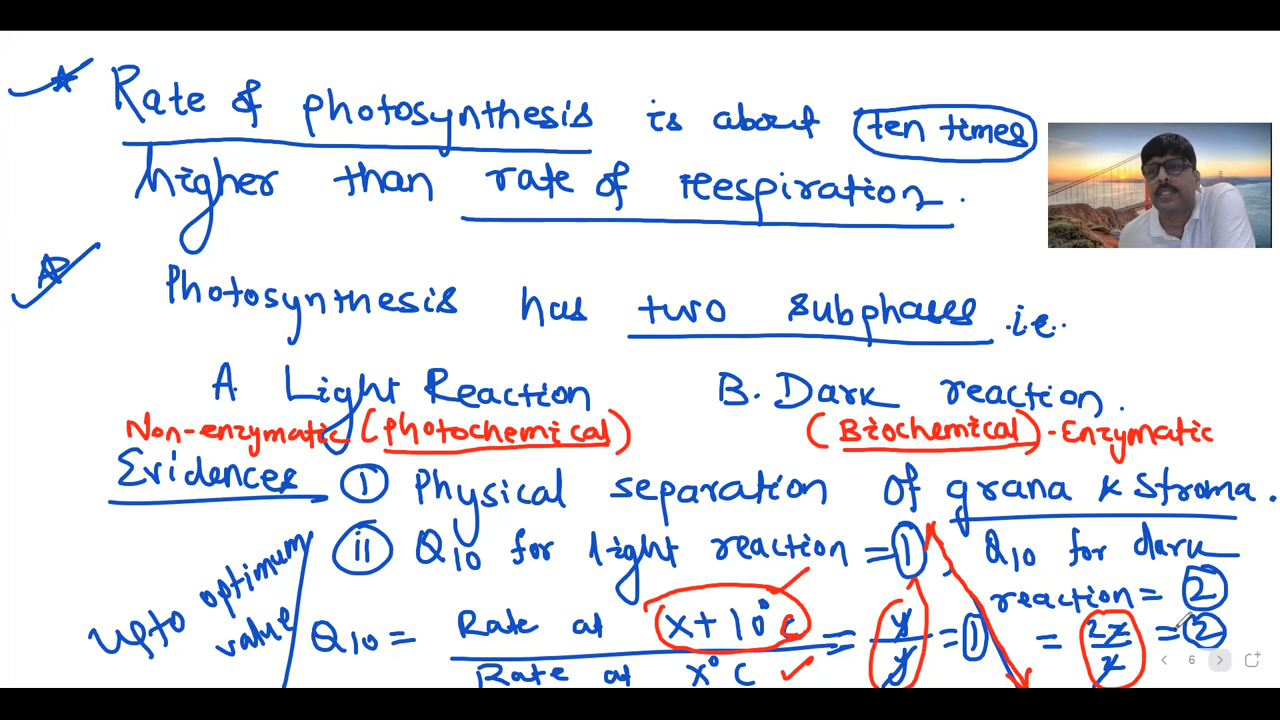 Rate of photosynthesis is about ten times
higher than rate of respiration.
Photosynthesis has two subphases i.e.
A. Light Reaction B. Dark reaction.
Non-enzymatic (Photochemical) (Biochemical) - Enzymatic
Evidences (i) Physical separation of grana & Stroma.
(ii) Q10 for light reaction = 1, Q10 for dark
reaction = 2
upto optimum value
Q10 = Rate at x+10°C / Rate at x°C = y/y = 1 = 2z/z = 2
6